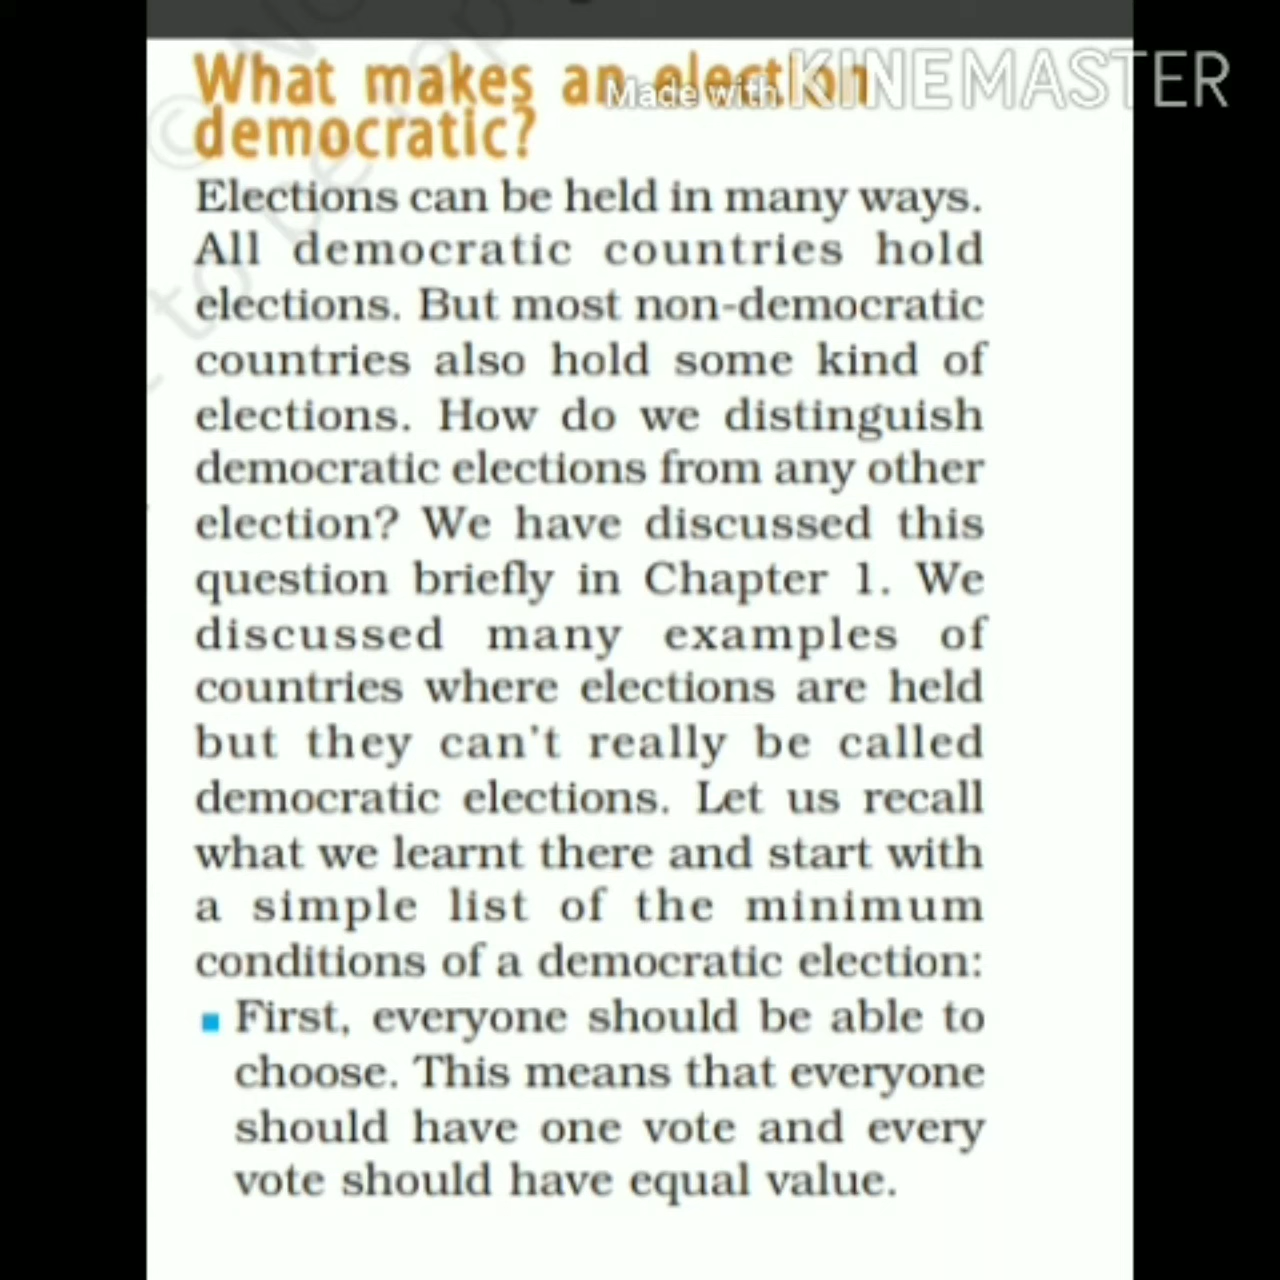 What makes an election
Made with KINEMASTER
democratic?
Elections can be held in many ways.
All democratic countries hold
elections. But most non-democratic
countries also hold some kind of
elections. How do we distinguish
democratic elections from any other
election? We have discussed this
question briefly in Chapter 1. We
discussed many examples of
countries where elections are held
but they can't really be called
democratic elections. Let us recall
what we learnt there and start with
a simple list of the minimum
conditions of a democratic election:
▪ First, everyone should be able to
choose. This means that everyone
should have one vote and every
vote should have equal value.